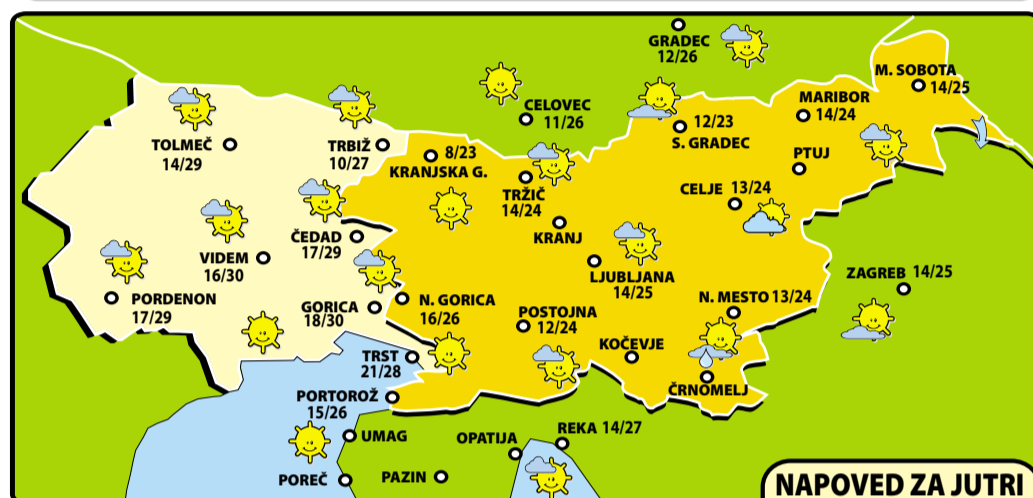 GRADEC
12/26
M. SOBOTA
14/25
CELOVEC
11/26
MARIBOR
14/24
12/23
S. GRADEC
TOLMEČ
14/29
TRBIŽ
10/27
8/23
KRANJSKA G.
PTUJ
TRŽIČ
14/24
CELJE 13/24
KRANJ
ČEDAD
17/29
VIDEM
16/30
LJUBLJANA
14/25
ZAGREB 14/25
PORDENON
17/29
GORICA
18/30
N. GORICA
16/26
POSTOJNA
12/24
N. MESTO 13/24
KOČEVJE
TRST
21/28
ČRNOMELJ
PORTOROŽ
15/26
UMAG
OPATIJA
REKA 14/27
POREČ
PAZIN
NAPOVED ZA JUTRI